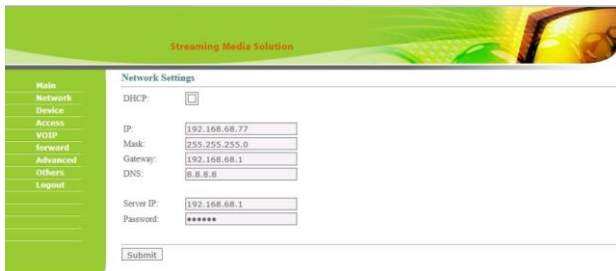 Streaming Media Solution
Main
Network
Device
Access
VOIP
forward
Advanced
Others
Logout
Network Settings
DHCP:
IP: 192.168.68.77
Mask: 255.255.255.0
Gateway: 192.168.68.1
DNS: 8.8.8.8
Server IP: 192.168.68.1
Password: ●●●●●●
Submit